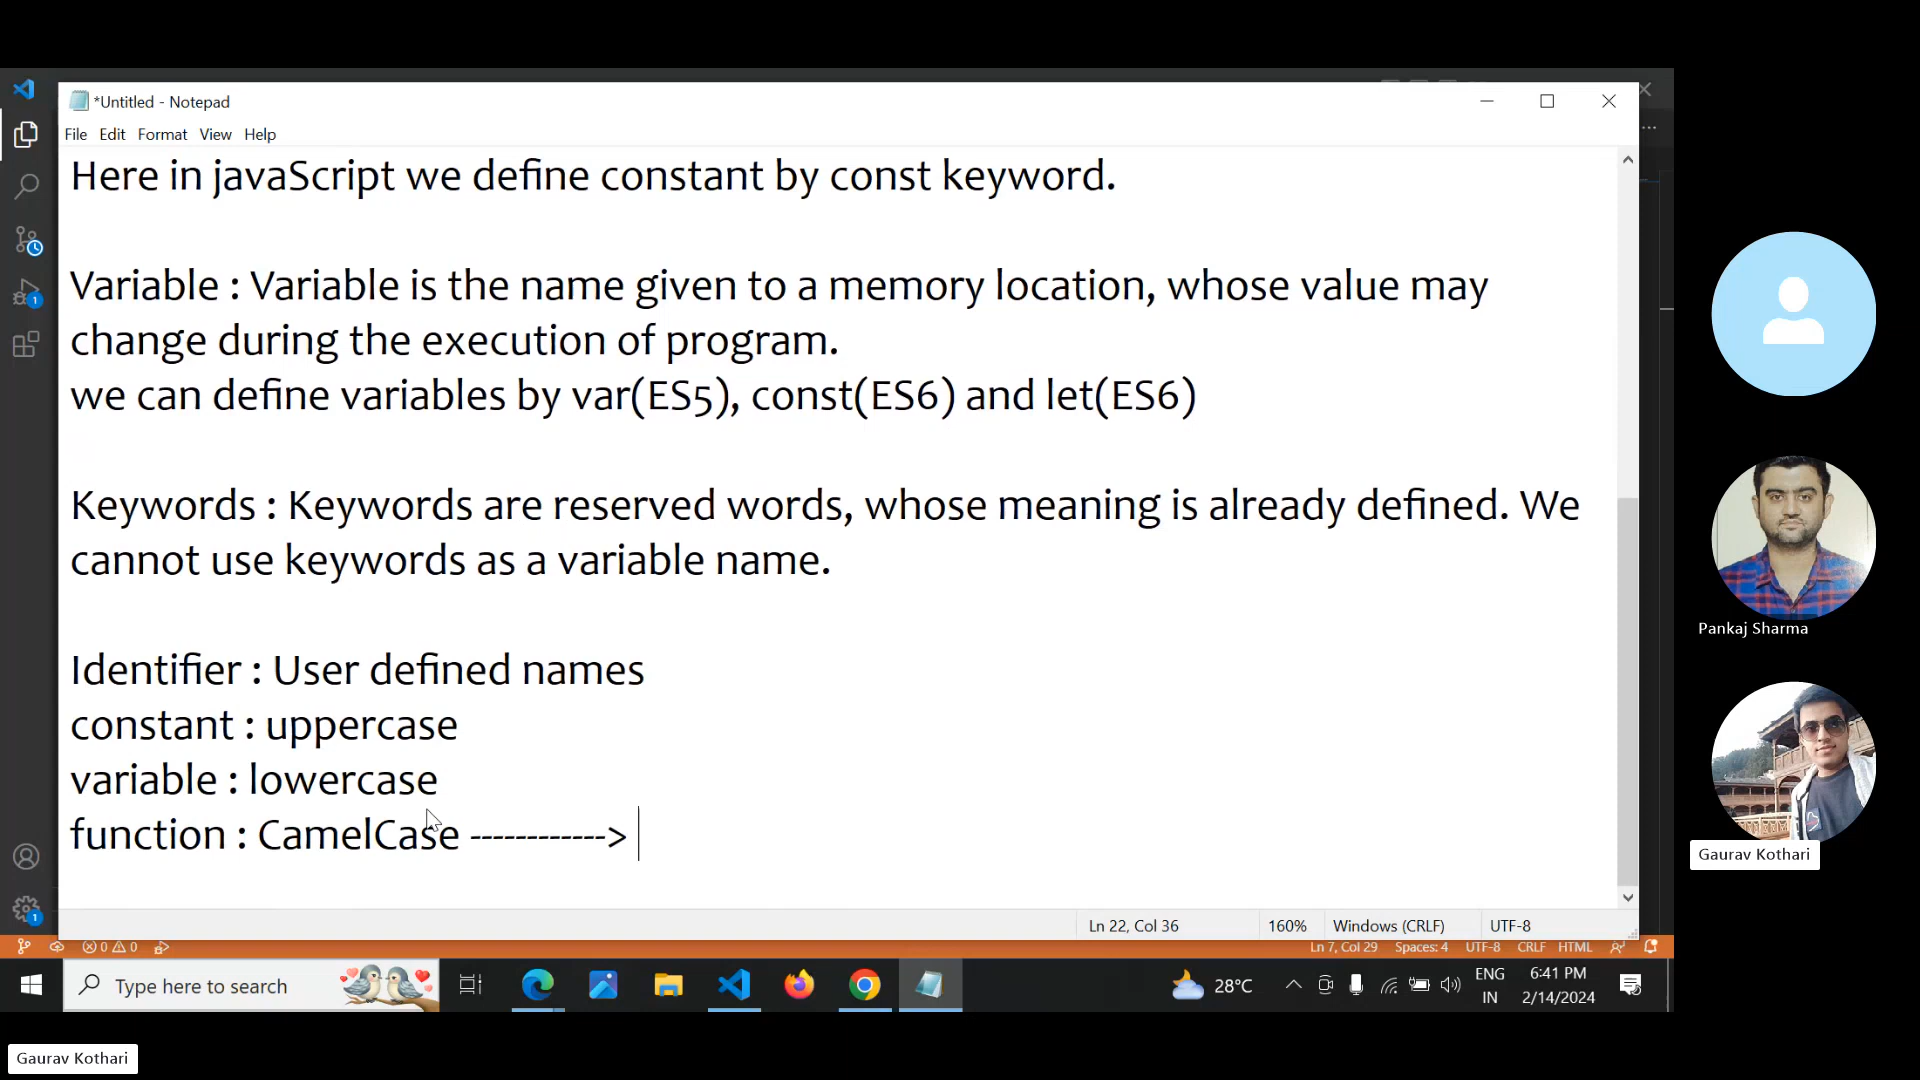 *Untitled - Notepad
File Edit Format View Help
Here in javaScript we define constant by const keyword.
Variable : Variable is the name given to a memory location, whose value may
change during the execution of program.
we can define variables by var(ES5), const(ES6) and let(ES6)
Keywords : Keywords are reserved words, whose meaning is already defined. We
cannot use keywords as a variable name.
Identifier : User defined names
constant : uppercase
variable : lowercase
function : CamelCase ------------>
Ln 22, Col 36 160% Windows (CRLF) UTF-8
0 0 Ln 7, Col 29 Spaces: 4 UTF-8 CRLF HTML
Type here to search
28°C
ENG
IN
6:41 PM
2/14/2024
1
1
Pankaj Sharma
Gaurav Kothari
Gaurav Kothari